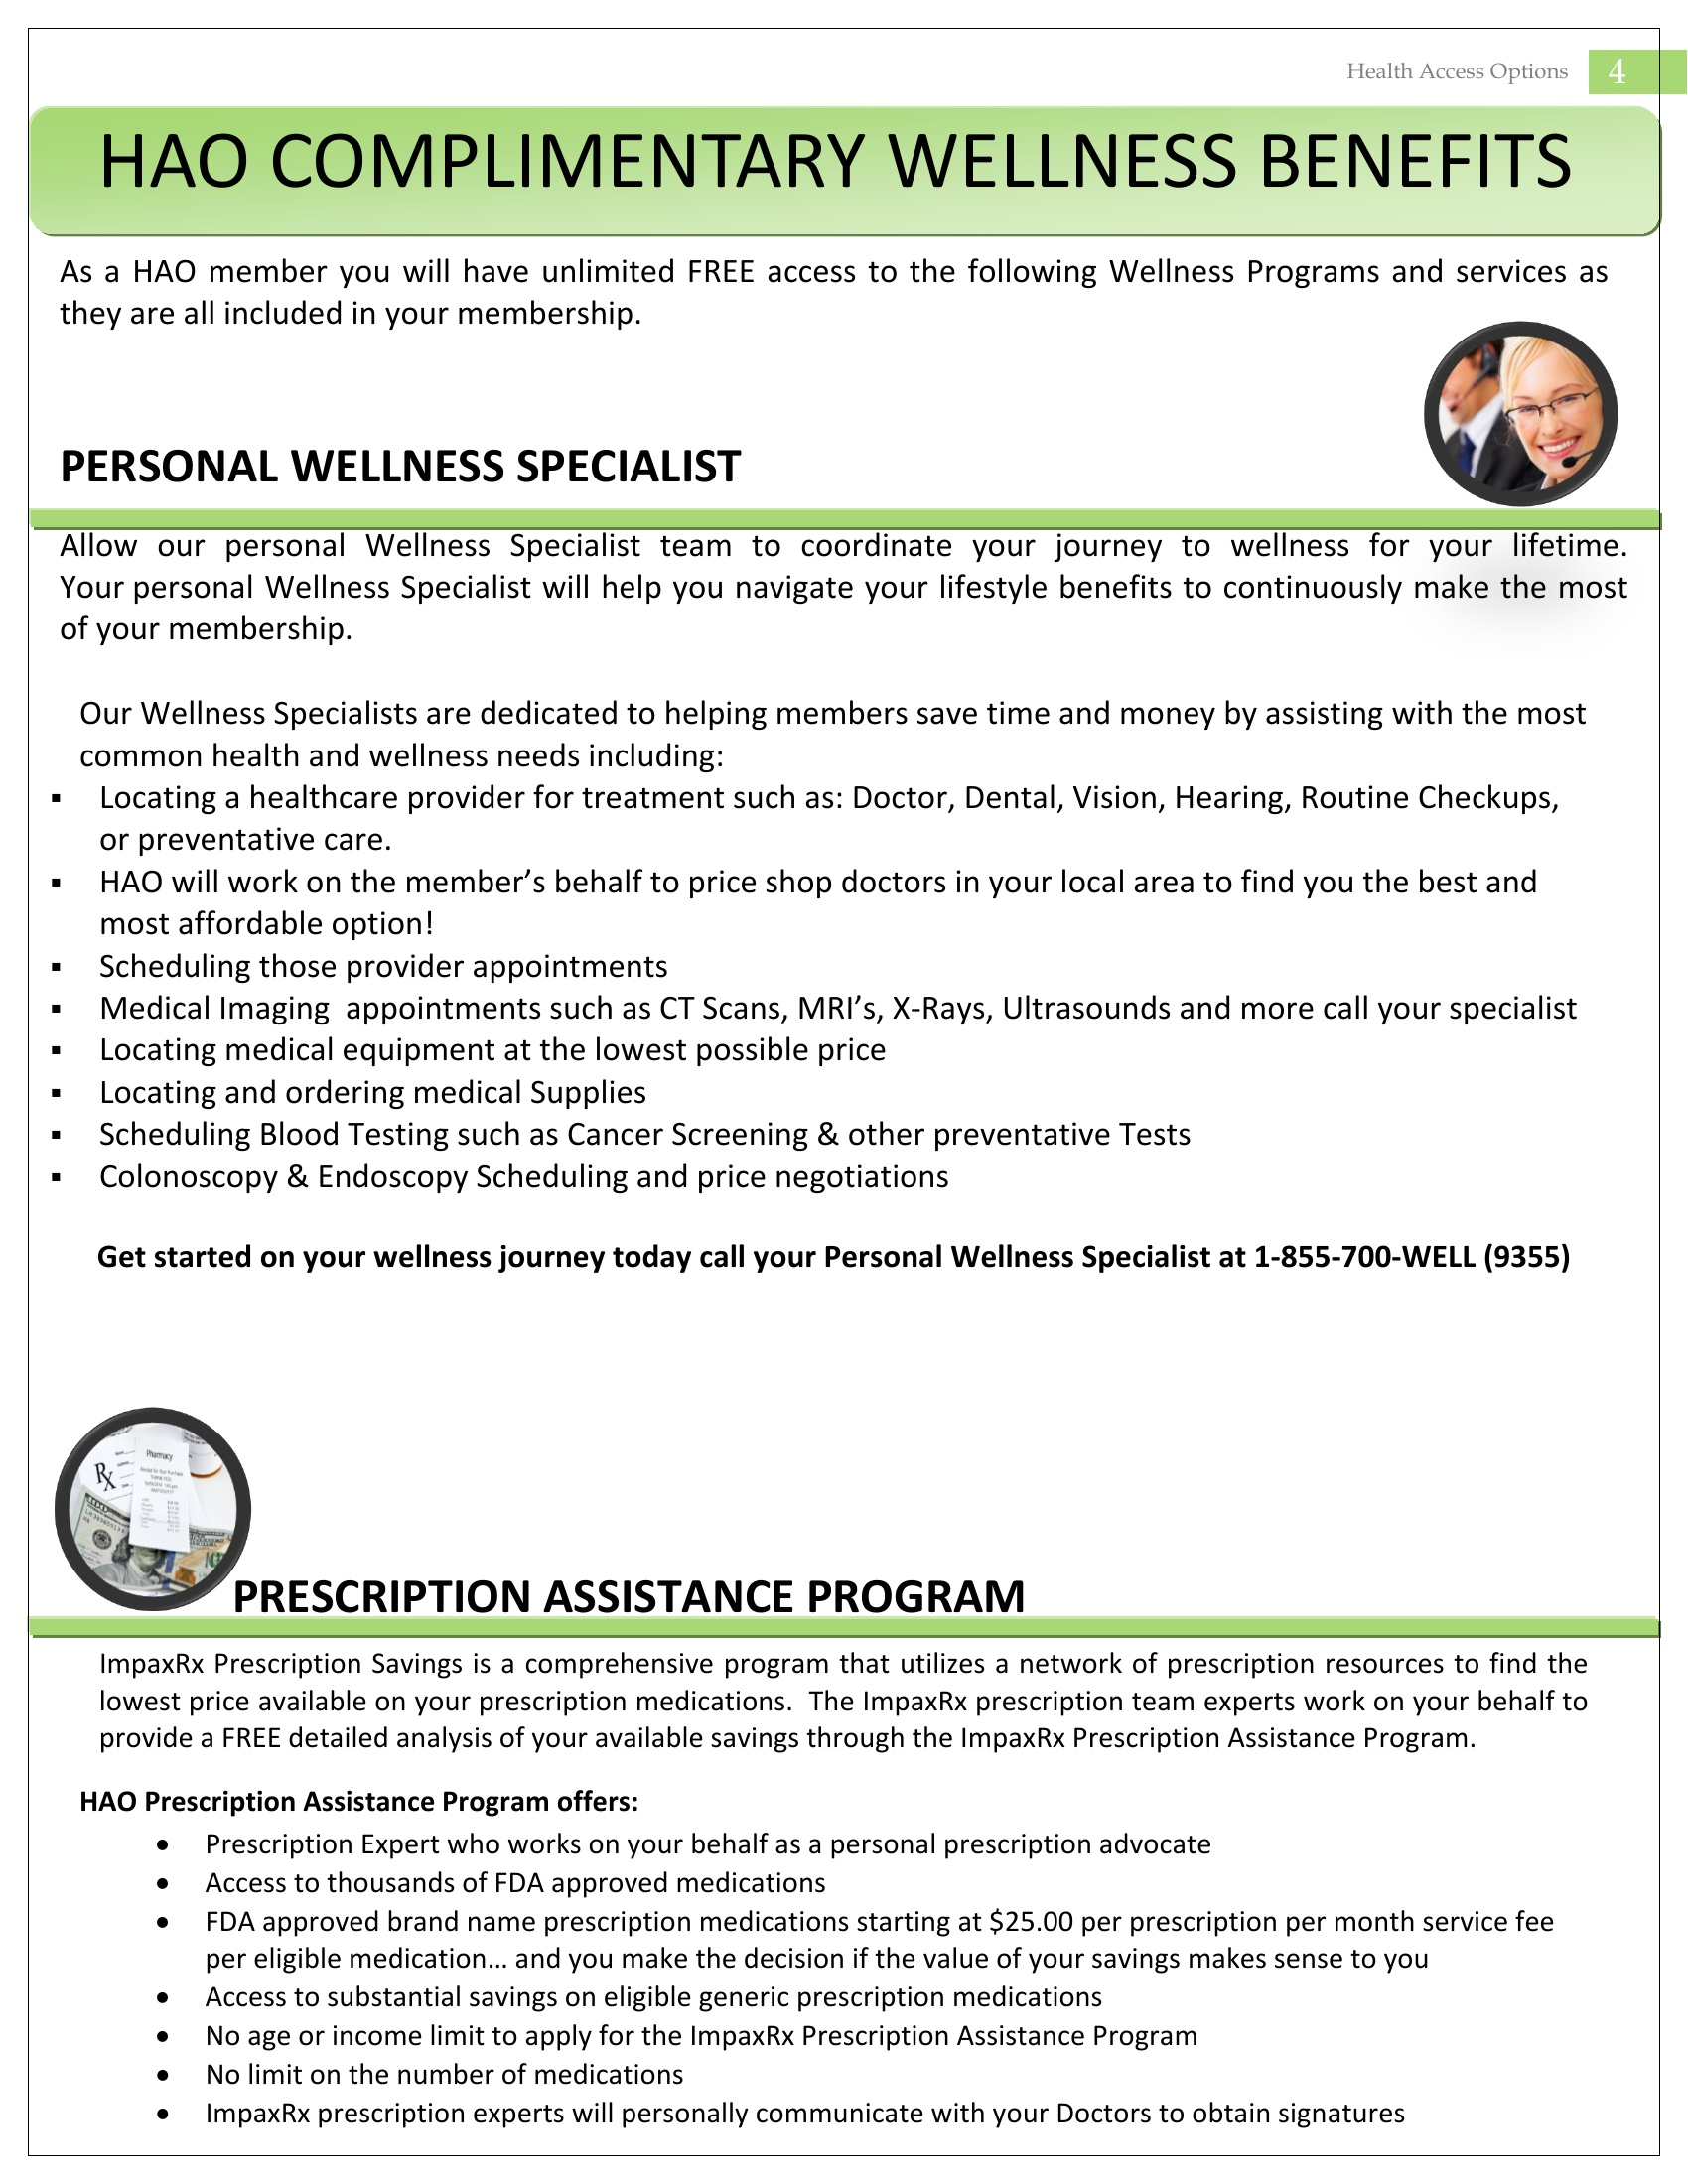 Health Access Options 4
HAO COMPLIMENTARY WELLNESS BENEFITS
As a HAO member you will have unlimited FREE access to the following Wellness Programs and services as
they are all included in your membership.
PERSONAL WELLNESS SPECIALIST
Allow our personal Wellness Specialist team to coordinate your journey to wellness for your lifetime.
Your personal Wellness Specialist will help you navigate your lifestyle benefits to continuously make the most
of your membership.
Our Wellness Specialists are dedicated to helping members save time and money by assisting with the most
common health and wellness needs including:
▪ Locating a healthcare provider for treatment such as: Doctor, Dental, Vision, Hearing, Routine Checkups,
or preventative care.
▪ HAO will work on the member’s behalf to price shop doctors in your local area to find you the best and
most affordable option!
▪ Scheduling those provider appointments
▪ Medical Imaging  appointments such as CT Scans, MRI’s, X-Rays, Ultrasounds and more call your specialist
▪ Locating medical equipment at the lowest possible price
▪ Locating and ordering medical Supplies
▪ Scheduling Blood Testing such as Cancer Screening & other preventative Tests
▪ Colonoscopy & Endoscopy Scheduling and price negotiations
Get started on your wellness journey today call your Personal Wellness Specialist at 1-855-700-WELL (9355)
Pharmacy
Rx
100
PRESCRIPTION ASSISTANCE PROGRAM
ImpaxRx Prescription Savings is a comprehensive program that utilizes a network of prescription resources to find the
lowest price available on your prescription medications.  The ImpaxRx prescription team experts work on your behalf to
provide a FREE detailed analysis of your available savings through the ImpaxRx Prescription Assistance Program.
HAO Prescription Assistance Program offers:
• Prescription Expert who works on your behalf as a personal prescription advocate
• Access to thousands of FDA approved medications
• FDA approved brand name prescription medications starting at $25.00 per prescription per month service fee
per eligible medication… and you make the decision if the value of your savings makes sense to you
• Access to substantial savings on eligible generic prescription medications
• No age or income limit to apply for the ImpaxRx Prescription Assistance Program
• No limit on the number of medications
• ImpaxRx prescription experts will personally communicate with your Doctors to obtain signatures